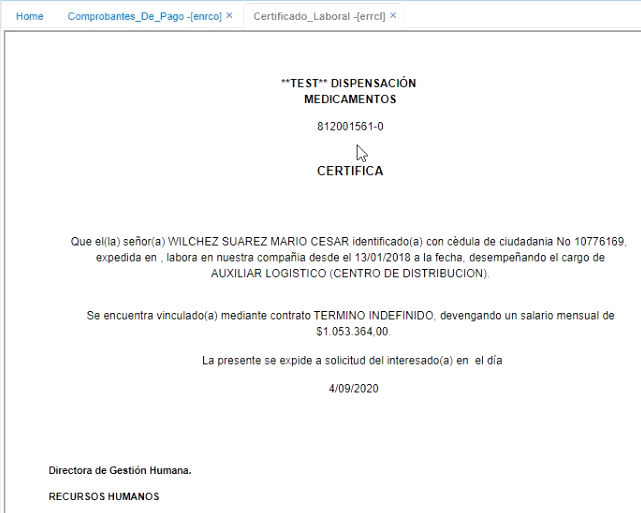 Home Comprobantes_De_Pago -[enrco] × Certificado_Laboral -[errcl] ×
**TEST** DISPENSACIÓN
MEDICAMENTOS
812001561-0
CERTIFICA
Que el(la) señor(a) WILCHEZ SUAREZ MARIO CESAR identificado(a) con cèdula de ciudadania No 10776169,
expedida en , labora en nuestra compañia desde el 13/01/2018 a la fecha, desempeñando el cargo de
AUXILIAR LOGISTICO (CENTRO DE DISTRIBUCION).
Se encuentra vinculado(a) mediante contrato TERMINO INDEFINIDO, devengando un salario mensual de
$1.053.364,00.
La presente se expide a solicitud del interesado(a) en el día
4/09/2020
Directora de Gestión Humana.
RECURSOS HUMANOS